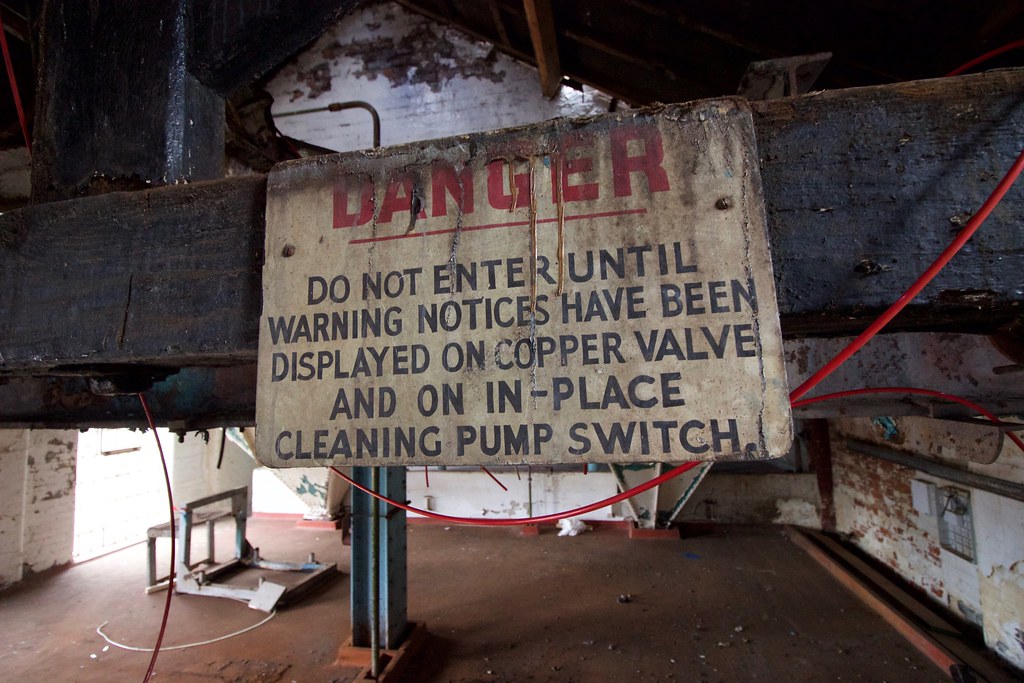 DANGER
DO NOT ENTER UNTIL
WARNING NOTICES HAVE BEEN
DISPLAYED ON COPPER VALVE
AND ON IN-PLACE
CLEANING PUMP SWITCH.